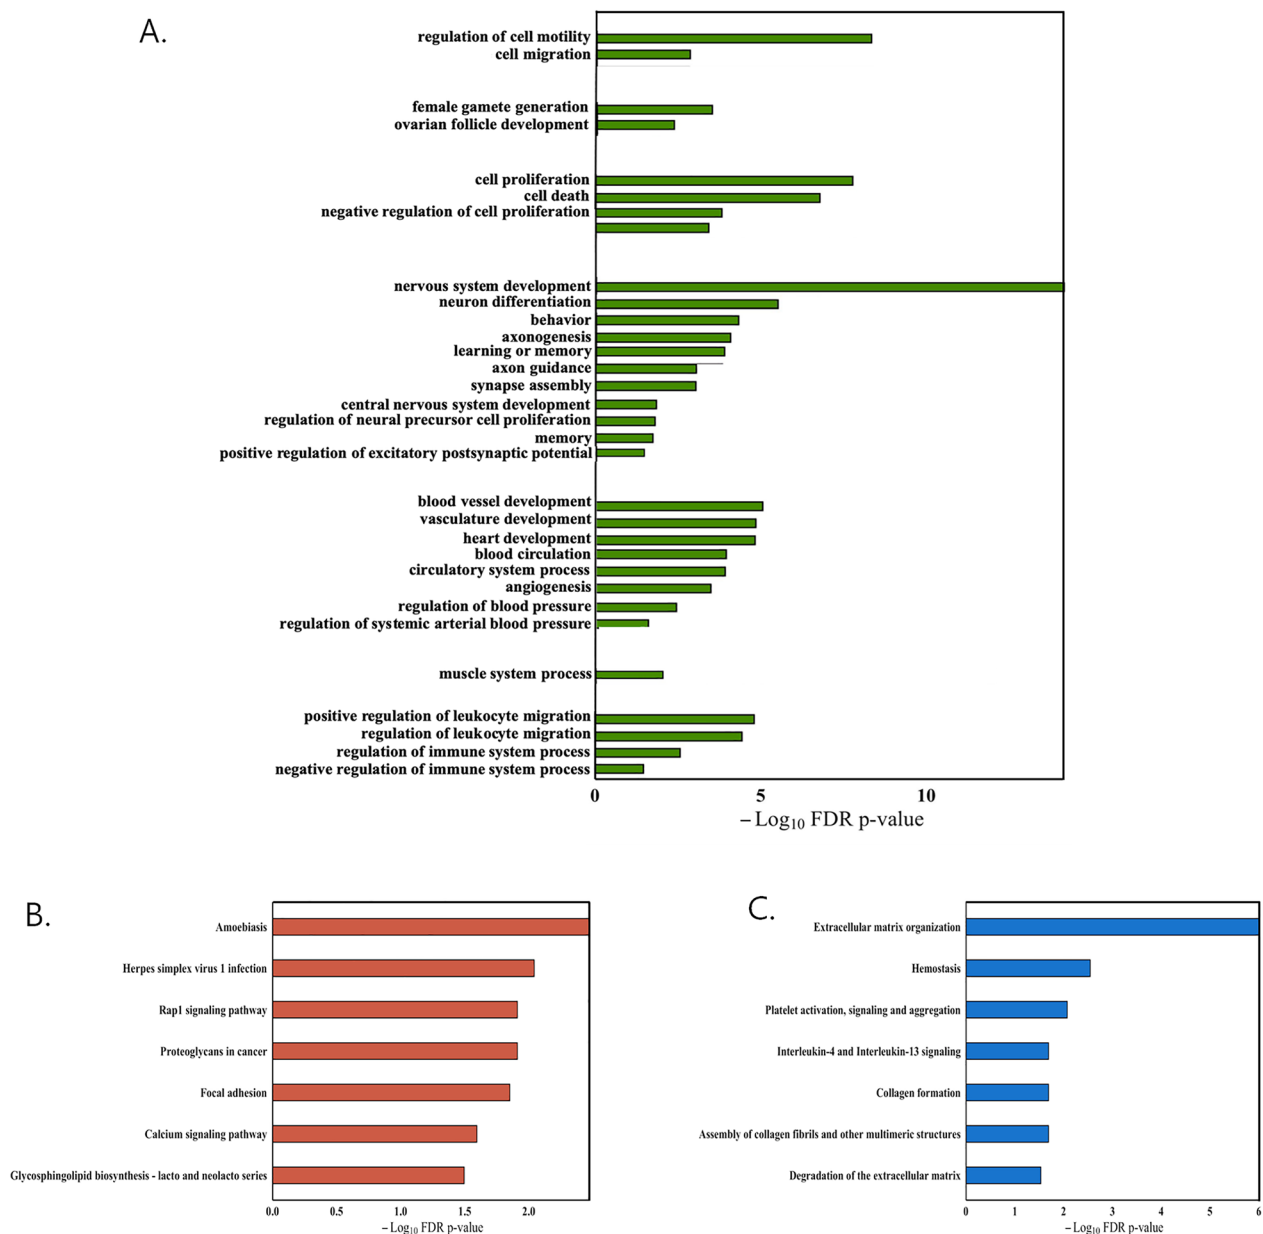 A.
regulation of cell motility
cell migration
female gamete generation
ovarian follicle development
cell proliferation
cell death
negative regulation of cell proliferation
nervous system development
neuron differentiation
behavior
axonogenesis
learning or memory
axon guidance
synapse assembly
central nervous system development
regulation of neural precursor cell proliferation
memory
positive regulation of excitatory postsynaptic potential
blood vessel development
vasculature development
heart development
blood circulation
circulatory system process
angiogenesis
regulation of blood pressure
regulation of systemic arterial blood pressure
muscle system process
positive regulation of leukocyte migration
regulation of leukocyte migration
regulation of immune system process
negative regulation of immune system process
0 5 10
– Log₁₀ FDR p-value
B.
Amoebiasis
Herpes simplex virus 1 infection
Rap1 signaling pathway
Proteoglycans in cancer
Focal adhesion
Calcium signaling pathway
Glycosphingolipid biosynthesis - lacto and neolacto series
0.0 0.5 1.0 1.5 2.0
– Log₁₀ FDR p-value
C.
Extracellular matrix organization
Hemostasis
Platelet activation, signaling and aggregation
Interleukin-4 and Interleukin-13 signaling
Collagen formation
Assembly of collagen fibrils and other multimeric structures
Degradation of the extracellular matrix
0 1 2 3 4 5 6
– Log₁₀ FDR p-value